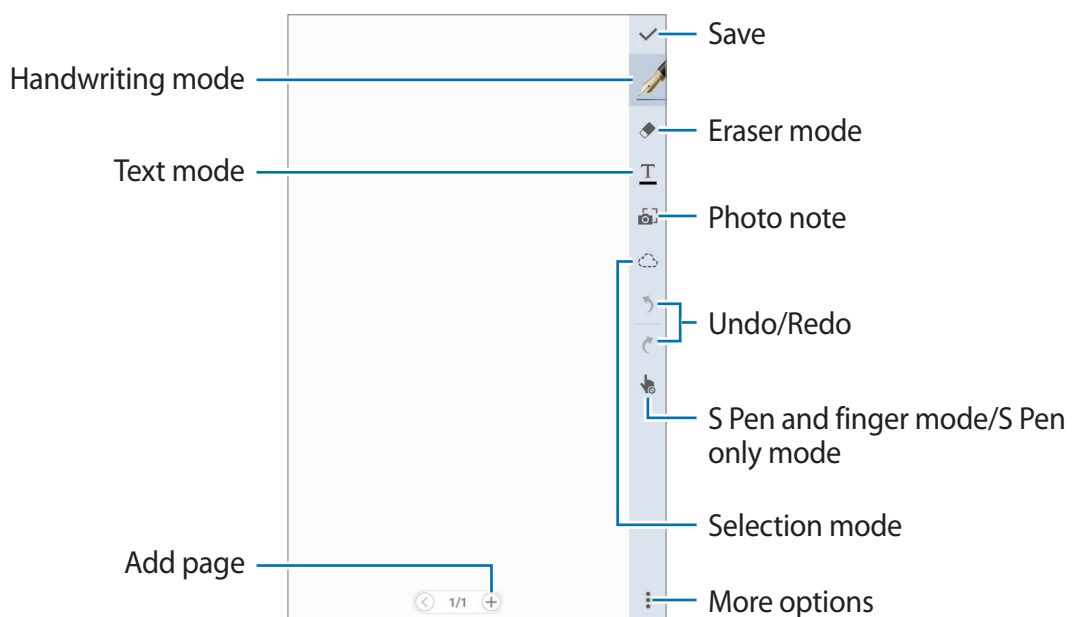 Save
Handwriting mode
Eraser mode
Text mode
T
Photo note
Undo/Redo
S Pen and finger mode/S Pen
only mode
Selection mode
Add page
1/1
More options